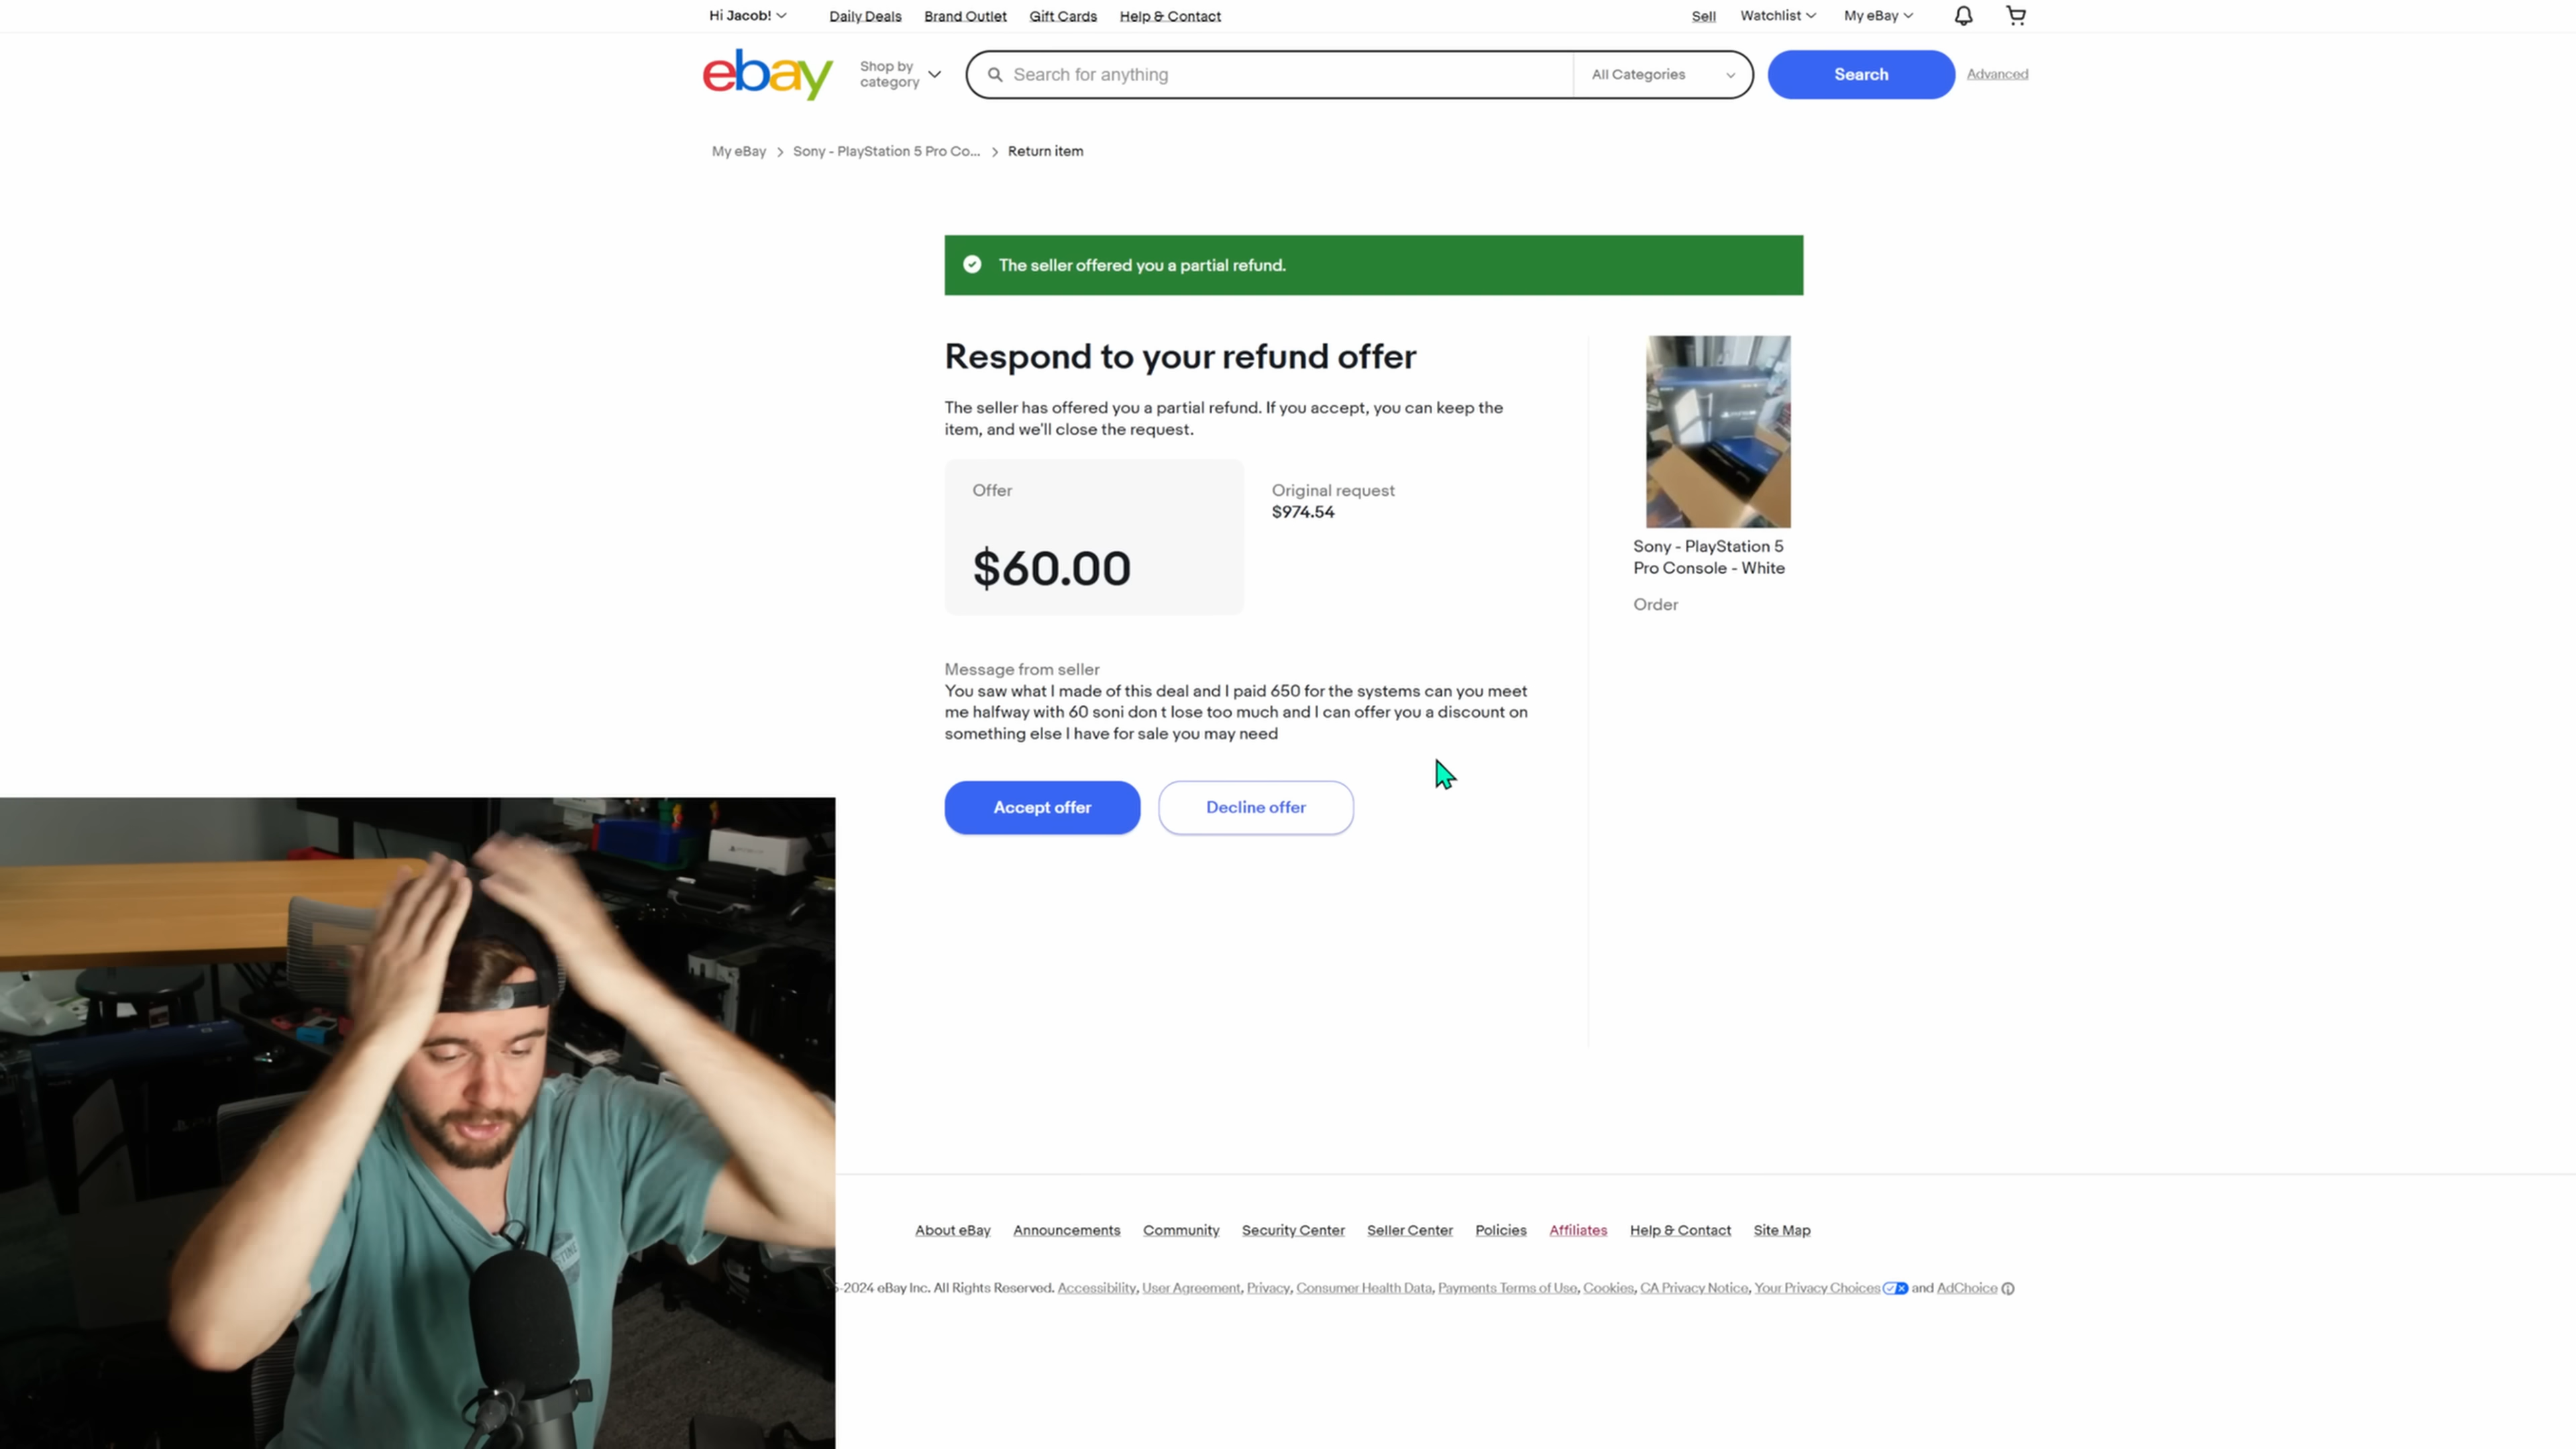 Hi Jacob! Daily Deals Brand Outlet Gift Cards Help & Contact Sell Watchlist My eBay
ebay Shop by category Search for anything All Categories Search Advanced
My eBay Sony - PlayStation 5 Pro Co... Return item
The seller offered you a partial refund.
Respond to your refund offer
The seller has offered you a partial refund. If you accept, you can keep the
item, and we'll close the request.
Offer
$60.00
Original request
$974.54
Message from seller
You saw what I made of this deal and I paid 650 for the systems can you meet
me halfway with 60 soni don t lose too much and I can offer you a discount on
something else I have for sale you may need
Accept offer Decline offer
Sony - PlayStation 5
Pro Console - White
Order
About eBay Announcements Community Security Center Seller Center Policies Affiliates Help & Contact Site Map
-2024 eBay Inc. All Rights Reserved. Accessibility, User Agreement, Privacy, Consumer Health Data, Payments Terms of Use, Cookies, CA Privacy Notice, Your Privacy Choices and AdChoice